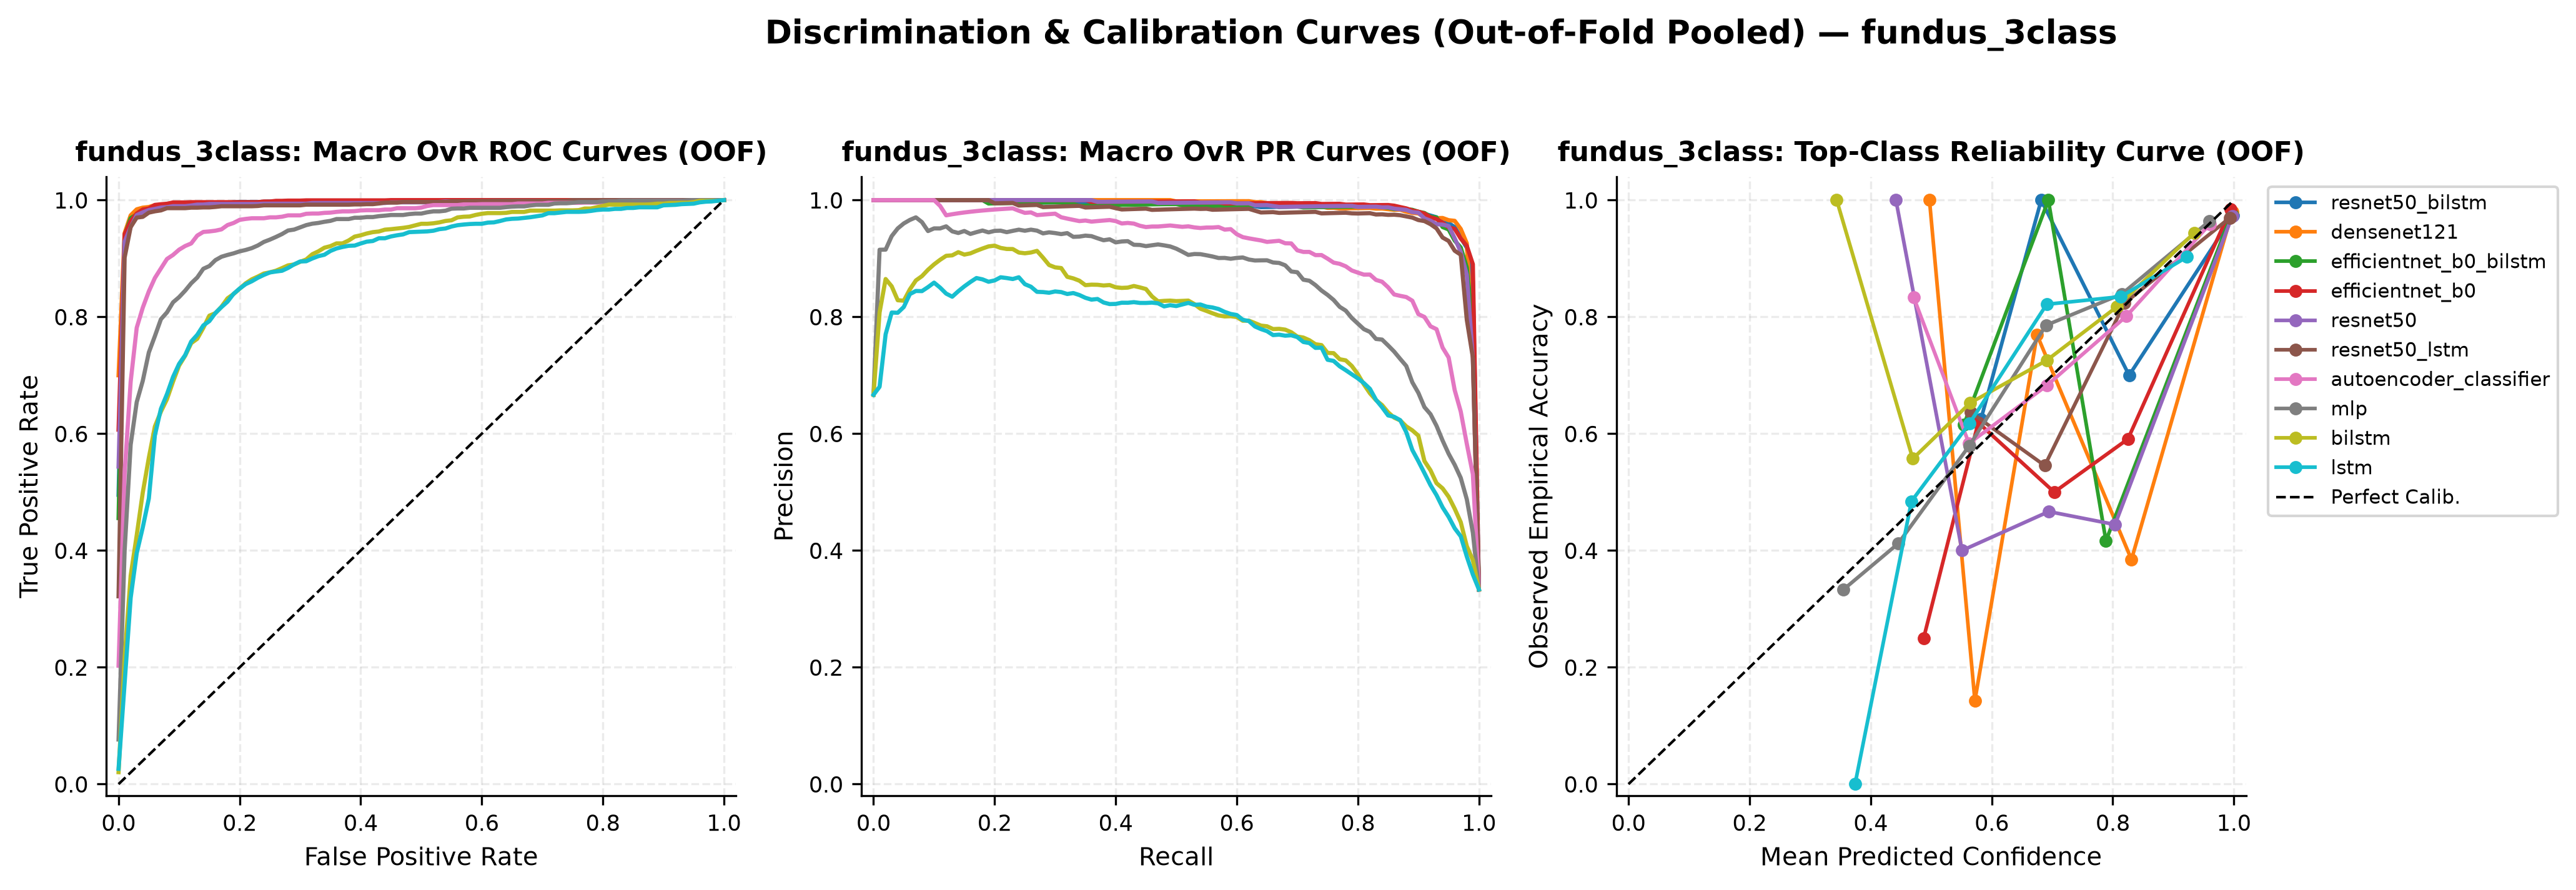 Discrimination & Calibration Curves (Out-of-Fold Pooled) — fundus_3class
fundus_3class: Macro OvR ROC Curves (OOF)
True Positive Rate
1.0
0.8
0.6
0.4
0.2
0.0
0.0 0.2 0.4 0.6 0.8 1.0
False Positive Rate
fundus_3class: Macro OvR PR Curves (OOF)
Precision
1.0
0.8
0.6
0.4
0.2
0.0
0.0 0.2 0.4 0.6 0.8 1.0
Recall
fundus_3class: Top-Class Reliability Curve (OOF)
Observed Empirical Accuracy
1.0
0.8
0.6
0.4
0.2
0.0
0.0 0.2 0.4 0.6 0.8 1.0
Mean Predicted Confidence
resnet50_bilstm
densenet121
efficientnet_b0_bilstm
efficientnet_b0
resnet50
resnet50_lstm
autoencoder_classifier
mlp
bilstm
lstm
Perfect Calib.